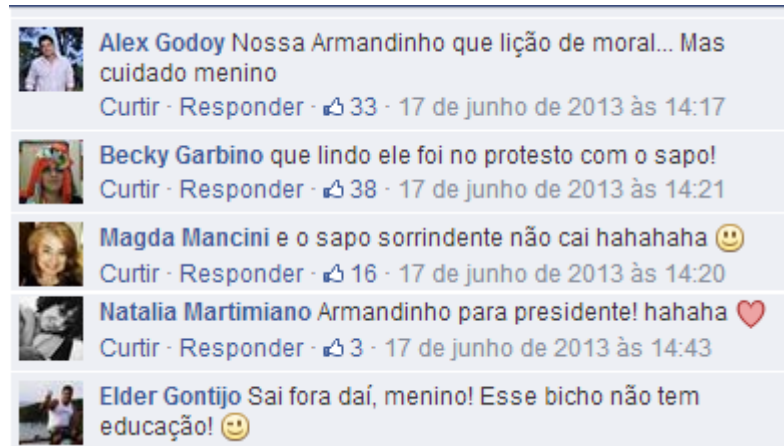 Alex Godoy Nossa Armandinho que lição de moral... Mas
cuidado menino
Curtir · Responder · 33 · 17 de junho de 2013 às 14:17
Becky Garbino que lindo ele foi no protesto com o sapo!
Curtir · Responder · 38 · 17 de junho de 2013 às 14:21
Magda Mancini e o sapo sorrindente não cai hahahaha
Curtir · Responder · 16 · 17 de junho de 2013 às 14:20
Natalia Martimiano Armandinho para presidente! hahaha
Curtir · Responder · 3 · 17 de junho de 2013 às 14:43
Elder Gontijo Sai fora daí, menino! Esse bicho não tem
educação!